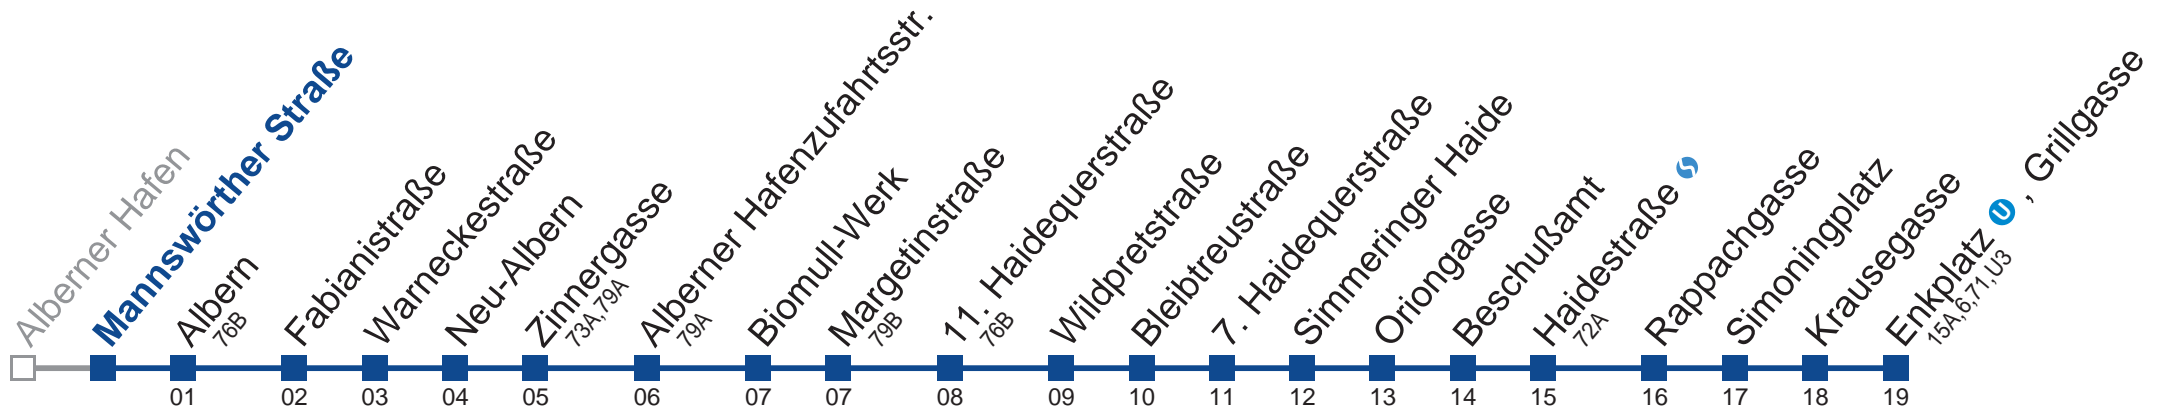 Alberner Hafen
Mannswörther Straße
Albern
76B
01
Fabianistraße
02
Warneckestraße
03
Neu-Albern
04
Zinnergasse
73A,79A
05
Alberner Hafenzufahrtsstr.
79A
06
Biomull-Werk
07
Margetinstraße
79B
07
11. Haidequerstraße
76B
08
Wildpretstraße
09
Bleibtreustraße
10
7. Haidequerstraße
11
Simmeringer Haide
12
Oriongasse
13
Beschußamt
14
Haidestraße
72A
15
Rappachgasse
16
Simoningplatz
17
Krausegasse
18
Enkplatz U , Grillgasse
15A,6,71,U3
19